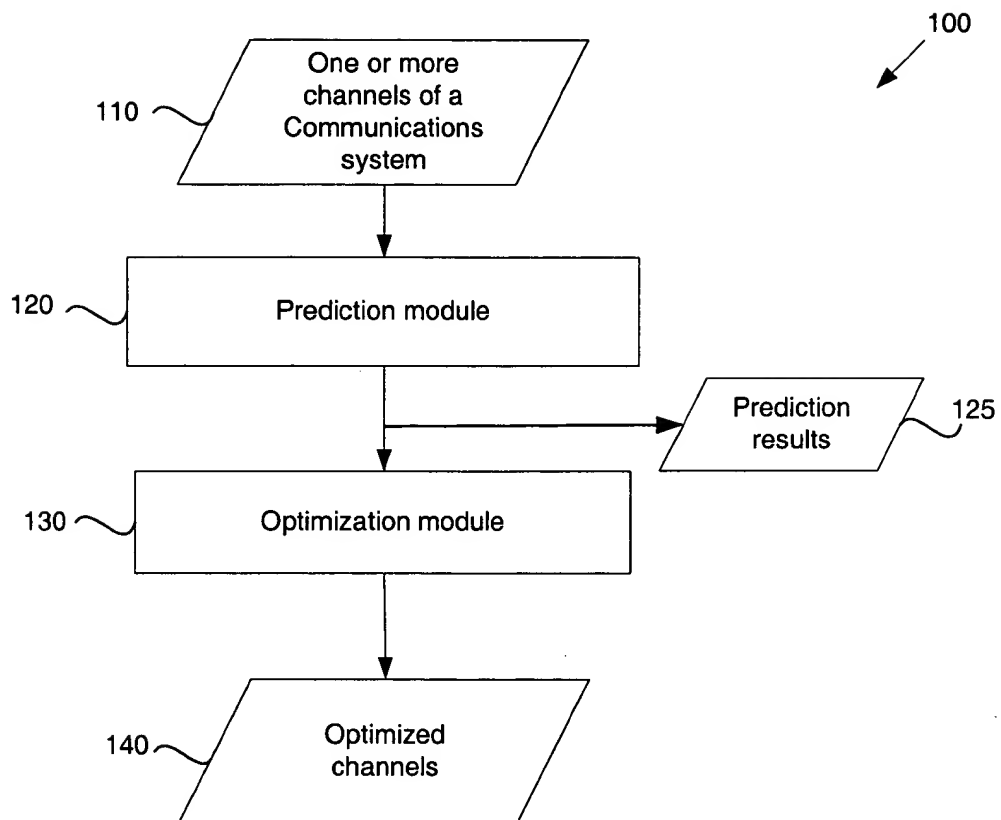 100
One or more
channels of a
Communications
system
110
Prediction module
120
Prediction
results
125
Optimization module
130
Optimized
channels
140